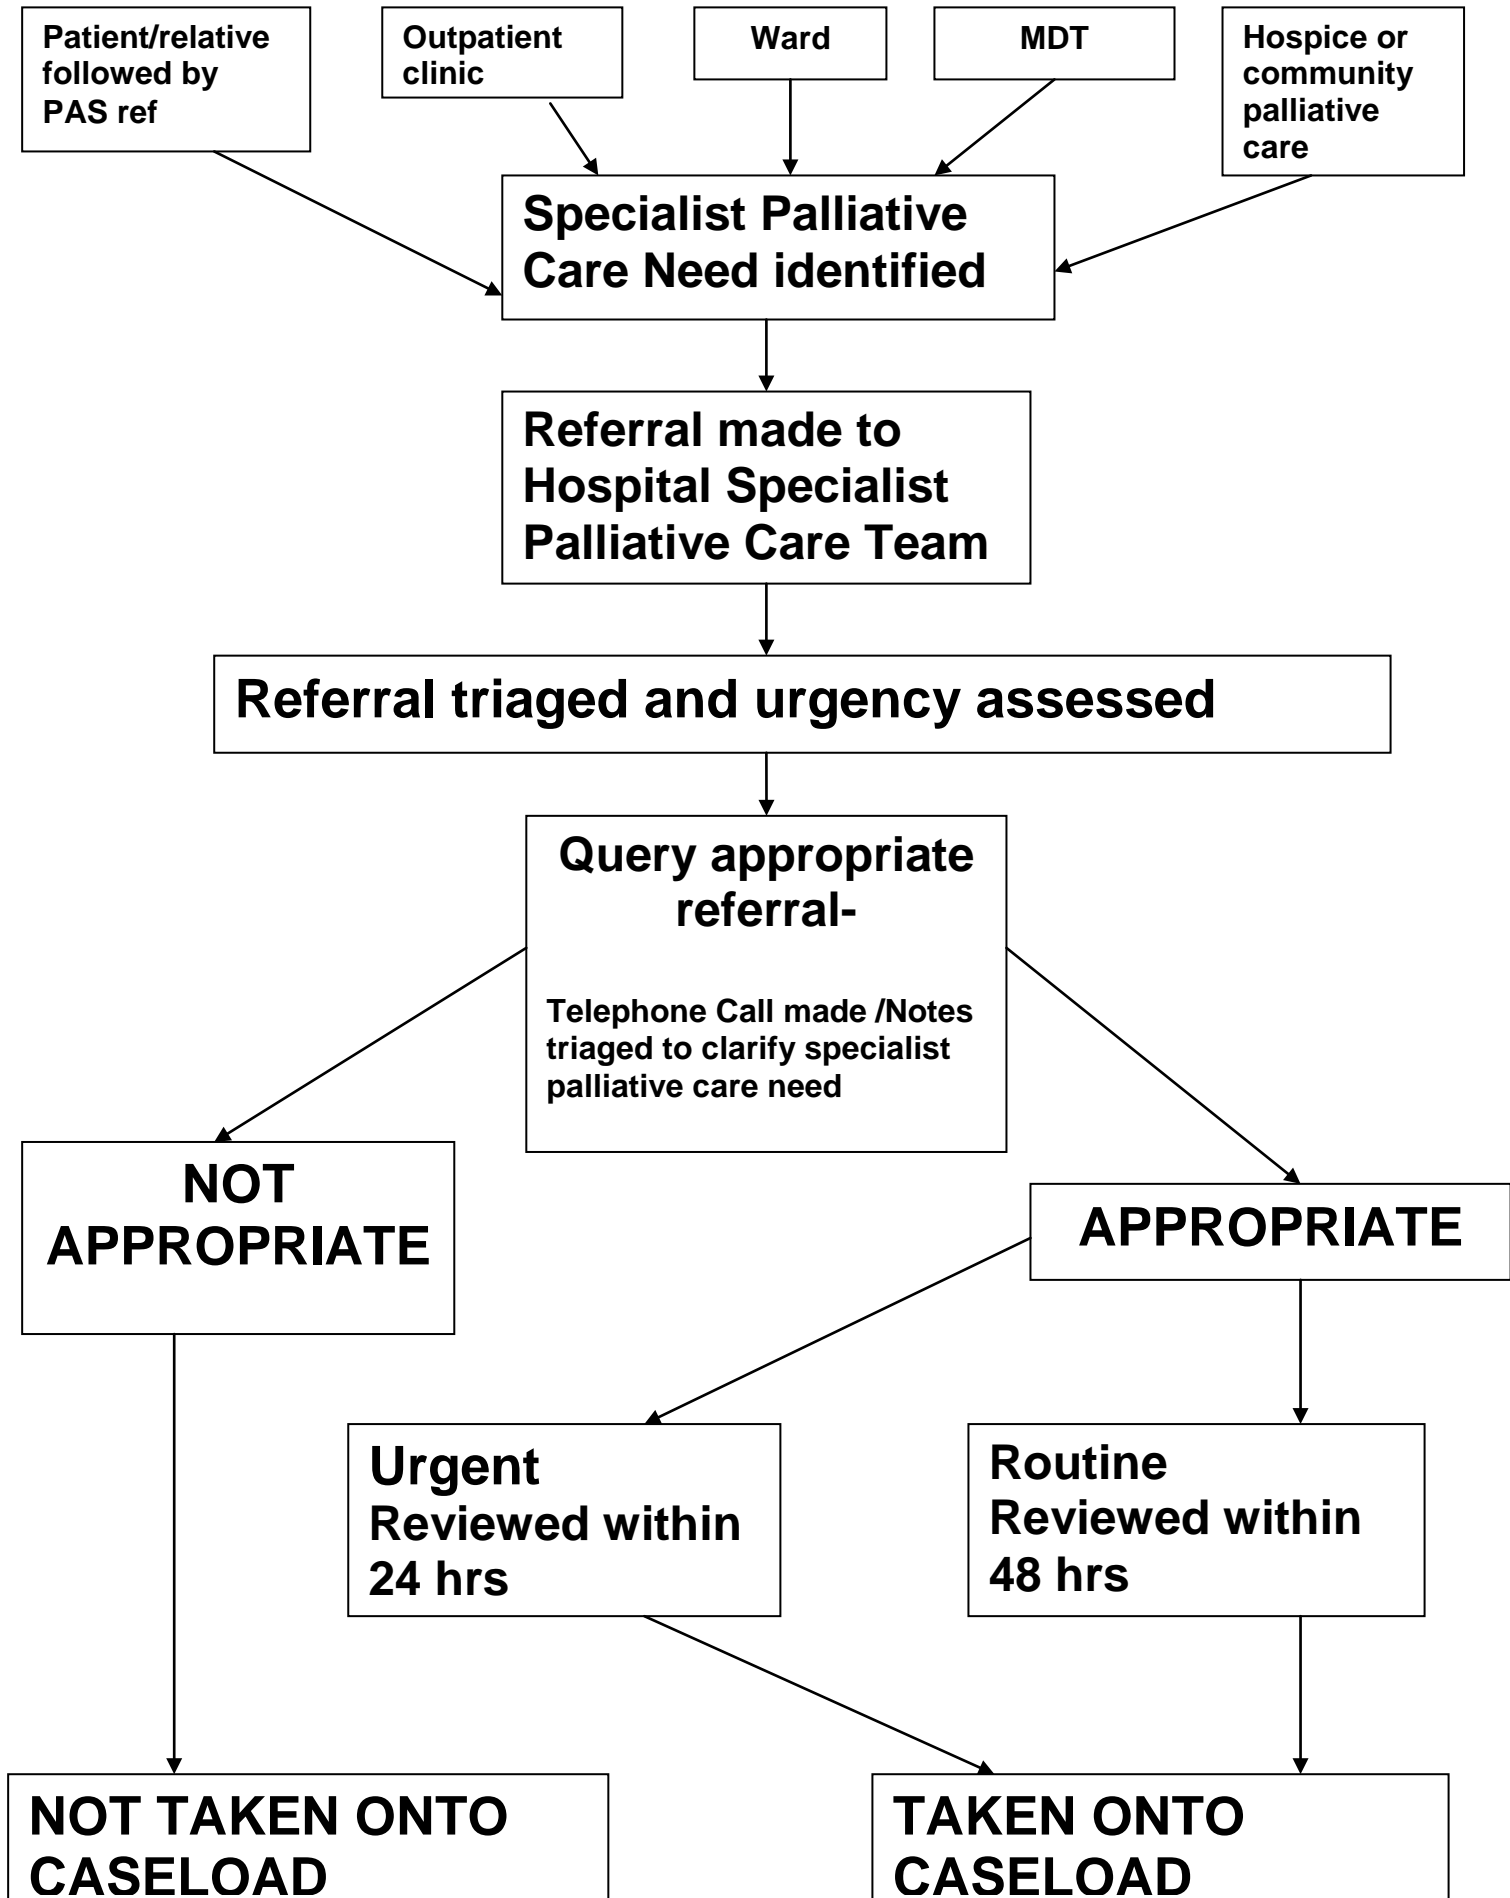 Patient/relative
followed by
PAS ref
Outpatient
clinic
Ward
MDT
Hospice or
community
palliative
care
Specialist Palliative
Care Need identified
Referral made to
Hospital Specialist
Palliative Care Team
Referral triaged and urgency assessed
Query appropriate
referral-
Telephone Call made /Notes
triaged to clarify specialist
palliative care need
NOT
APPROPRIATE
APPROPRIATE
Urgent
Reviewed within
24 hrs
Routine
Reviewed within
48 hrs
NOT TAKEN ONTO
CASELOAD
TAKEN ONTO
CASELOAD